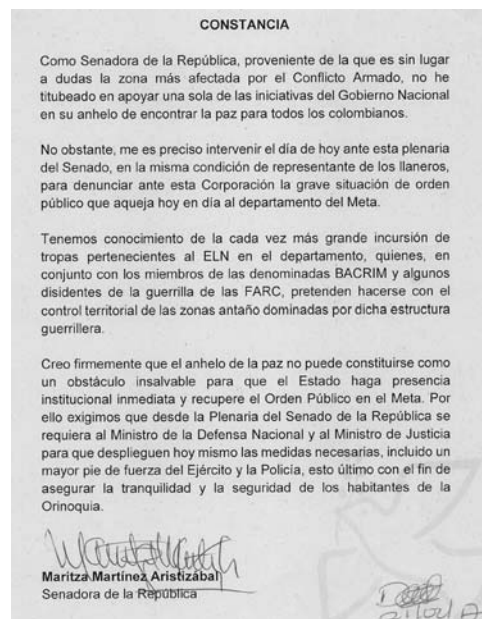 CONSTANCIA
Como Senadora de la República, proveniente de la que es sin lugar
a dudas la zona más afectada por el Conflicto Armado, no he
titubeado en apoyar una sola de las iniciativas del Gobierno Nacional
en su anhelo de encontrar la paz para todos los colombianos.
No obstante, me es preciso intervenir el día de hoy ante esta plenaria
del Senado, en la misma condición de representante de los llaneros,
para denunciar ante esta Corporación la grave situación de orden
público que aqueja hoy en día al departamento del Meta.
Tenemos conocimiento de la cada vez más grande incursión de
tropas pertenecientes al ELN en el departamento, quienes, en
conjunto con los miembros de las denominadas BACRIM y algunos
disidentes de la guerrilla de las FARC, pretenden hacerse con el
control territorial de las zonas antaño dominadas por dicha estructura
guerrillera.
Creo firmemente que el anhelo de la paz no puede constituirse como
un obstáculo insalvable para que el Estado haga presencia
institucional inmediata y recupere el Orden Público en el Meta. Por
ello exigimos que desde la Plenaria del Senado de la República se
requiera al Ministro de la Defensa Nacional y al Ministro de Justicia
para que desplieguen hoy mismo las medidas necesarias, incluido un
mayor pie de fuerza del Ejército y la Policía, esto último con el fin de
asegurar la tranquilidad y la seguridad de los habitantes de la
Orinoquia.
Maritza Martínez Aristizábal
Senadora de la República